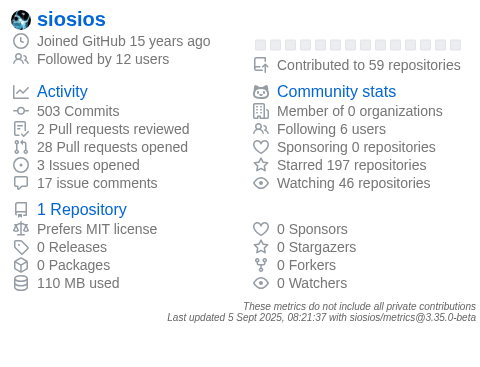 siosios
Joined GitHub 15 years ago
Followed by 12 users
Contributed to 59 repositories
Activity
503 Commits
2 Pull requests reviewed
28 Pull requests opened
3 Issues opened
17 issue comments
Community stats
Member of 0 organizations
Following 6 users
Sponsoring 0 repositories
Starred 197 repositories
Watching 46 repositories
1 Repository
Prefers MIT license
0 Releases
0 Packages
110 MB used
0 Sponsors
0 Stargazers
0 Forkers
0 Watchers
These metrics do not include all private contributions
Last updated 5 Sept 2025, 08:21:37 with siosios/metrics@3.35.0-beta